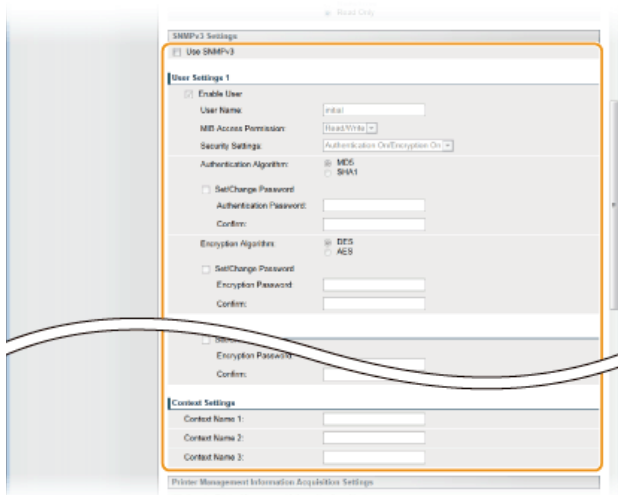 Read Only
SNMPv3 Settings
Use SNMPv3
User Settings 1
Enable User
User Name: initial
MIB Access Permission: Read/Write
Security Settings: Authentication On/Encryption On
Authentication Algorithm: MD5
SHA1
Set/Change Password
Authentication Password:
Confirm:
Encryption Algorithm: DES
AES
Set/Change Password
Encryption Password:
Confirm:
Encryption Password
Confirm:
Context Settings
Context Name 1:
Context Name 2:
Context Name 3:
Printer Management Information Acquisition Settings